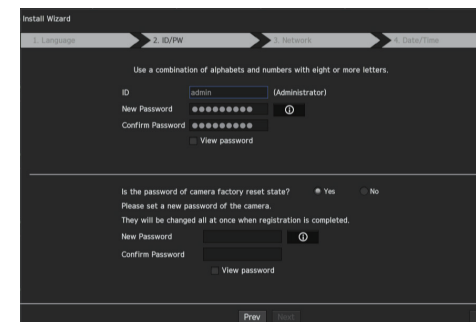 Install Wizard
1. Language
2. ID/PW
3. Network
4. Date/Time
Use a combination of alphabets and numbers with eight or more letters.
ID admin (Administrator)
New Password
Confirm Password
View password
Is the password of camera factory reset state? Yes No
Please set a new password of the camera.
They will be changed all at once when registration is completed.
New Password
Confirm Password
View password
Prev Next